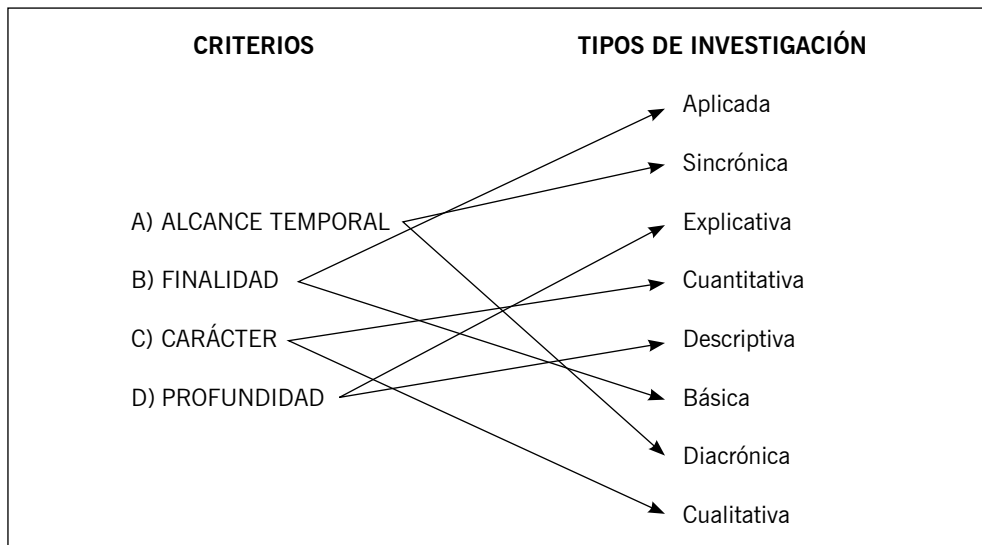 CRITERIOS
TIPOS DE INVESTIGACIÓN
A) ALCANCE TEMPORAL
B) FINALIDAD
C) CARÁCTER
D) PROFUNDIDAD
Aplicada
Sincrónica
Explicativa
Cuantitativa
Descriptiva
Básica
Diacrónica
Cualitativa